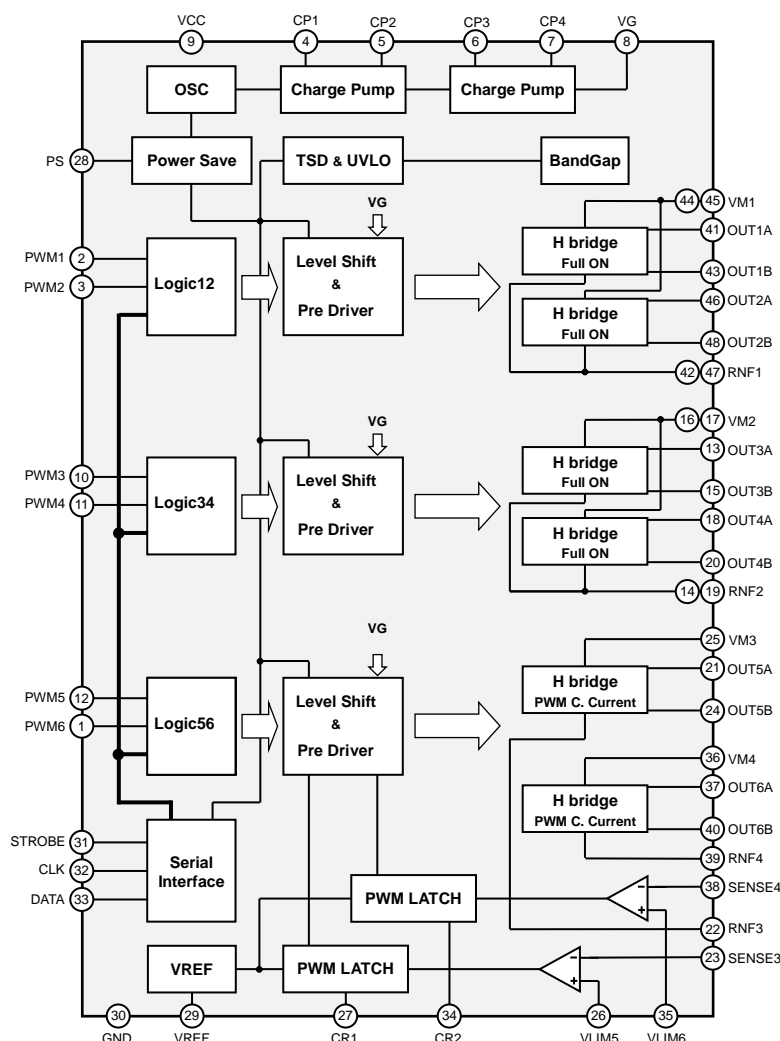 VCC CP1 CP2 CP3 CP4 VG
9 4 5 6 7 8
OSC Charge Pump Charge Pump
PS 28 Power Save TSD & UVLO BandGap
VG
44 45 VM1
41 OUT1A
H bridge
Full ON
PWM1 2
Logic12
Level Shift
&
Pre Driver
43 OUT1B
PWM2 3
46 OUT2A
H bridge
Full ON
48 OUT2B
42 47 RNF1
VG
16 17 VM2
13 OUT3A
H bridge
Full ON
PWM3 10
Logic34
Level Shift
&
Pre Driver
15 OUT3B
PWM4 11
18 OUT4A
H bridge
Full ON
20 OUT4B
14 19 RNF2
VG
25 VM3
21 OUT5A
H bridge
PWM C. Current
PWM5 12
Logic56
Level Shift
&
Pre Driver
24 OUT5B
PWM6 1
36 VM4
37 OUT6A
H bridge
PWM C. Current
40 OUT6B
STROBE 31
39 RNF4
CLK 32
Serial
Interface
DATA 33
38 SENSE4
PWM LATCH
22 RNF3
23 SENSE3
VREF PWM LATCH
30 29 27 34 26 35
GND VREF CR1 CR2 VLIM5 VLIM6